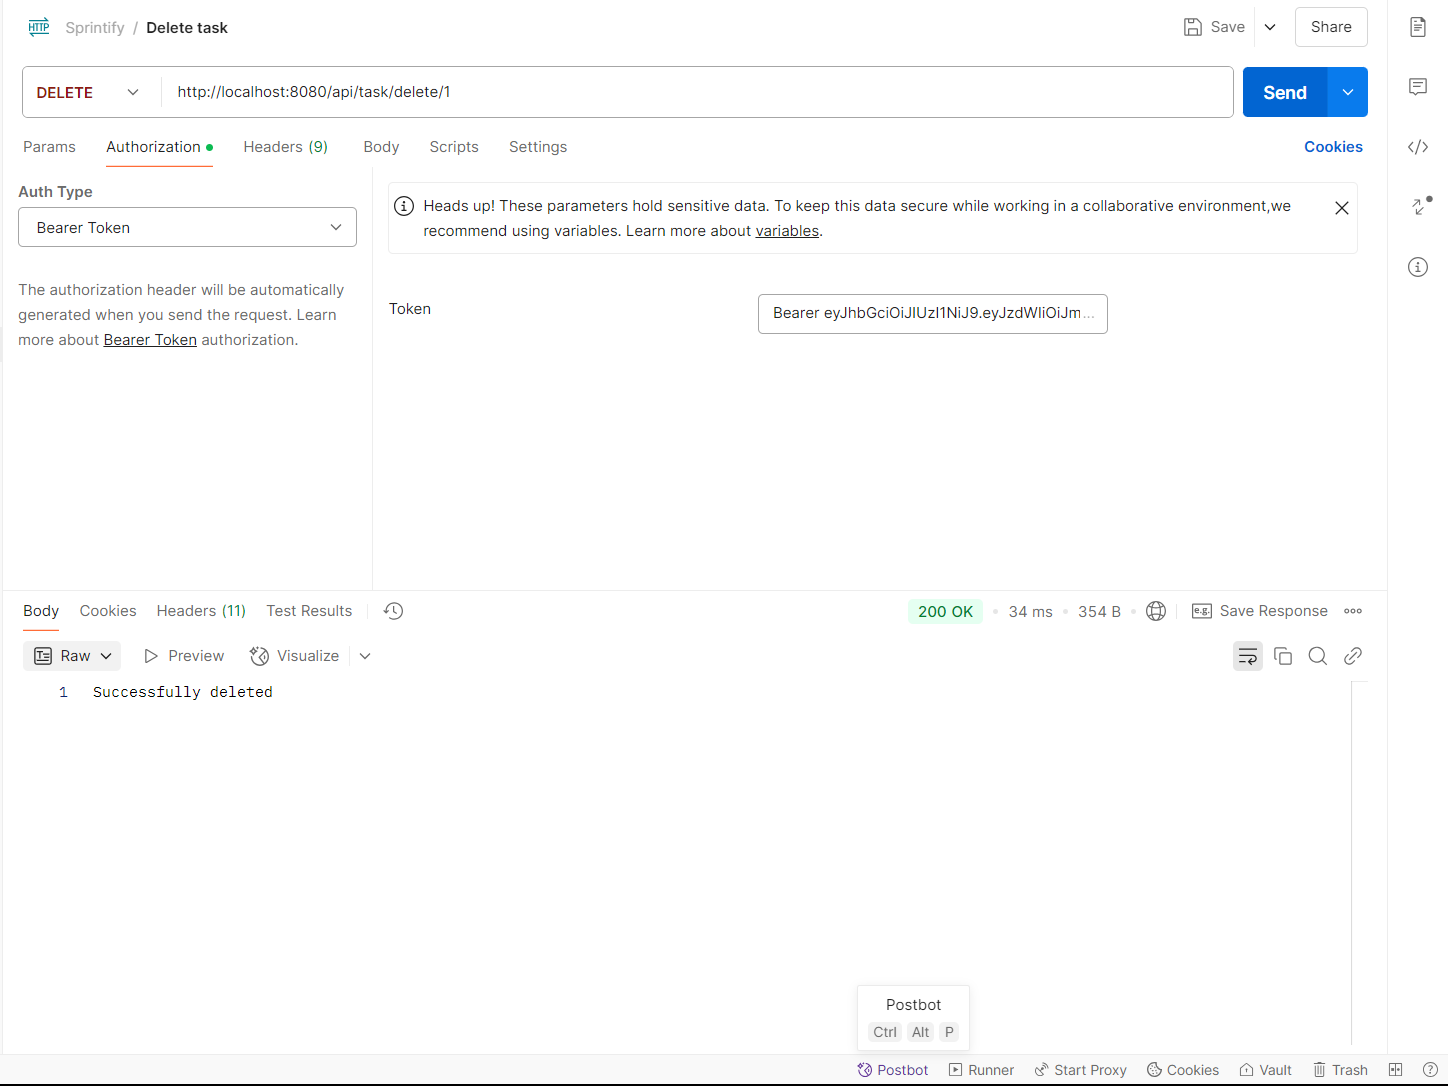 HTTP Sprintify / Delete task
Save
Share
DELETE
http://localhost:8080/api/task/delete/1
Send
Params Authorization Headers (9) Body Scripts Settings
Cookies
Auth Type
Bearer Token
The authorization header will be automatically
generated when you send the request. Learn
more about Bearer Token authorization.
Heads up! These parameters hold sensitive data. To keep this data secure while working in a collaborative environment,we
recommend using variables. Learn more about variables.
Token
Bearer eyJhbGciOiJIUzI1NiJ9.eyJzdWIiOiJm...
Body Cookies Headers (11) Test Results
200 OK 34 ms 354 B
e.g. Save Response
Raw Preview Visualize
1 Successfully deleted
Postbot
Ctrl Alt P
Postbot Runner Start Proxy Cookies Vault Trash